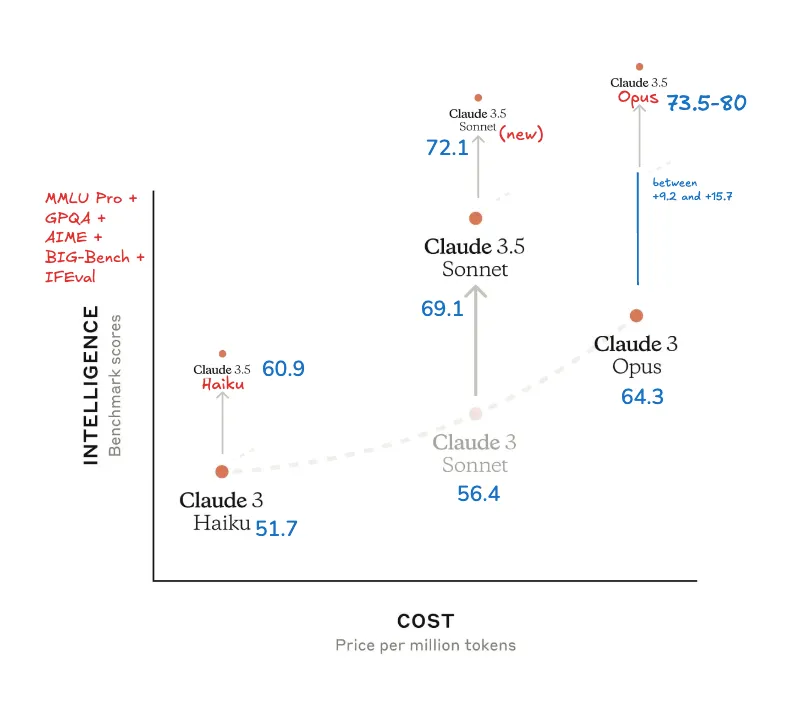 Claude 3.5
Opus
73.5-80
Claude 3.5
Sonnet (new)
72.1
between
+9.2 and +15.7
MMLU Pro +
GPQA +
AIME +
BIG-Bench +
IFEval
Claude 3.5
Sonnet
69.1
INTELLIGENCE
Benchmark scores
Claude 3.5
Haiku
60.9
Claude 3
Opus
64.3
Claude 3
Sonnet
56.4
Claude 3
Haiku
51.7
COST
Price per million tokens